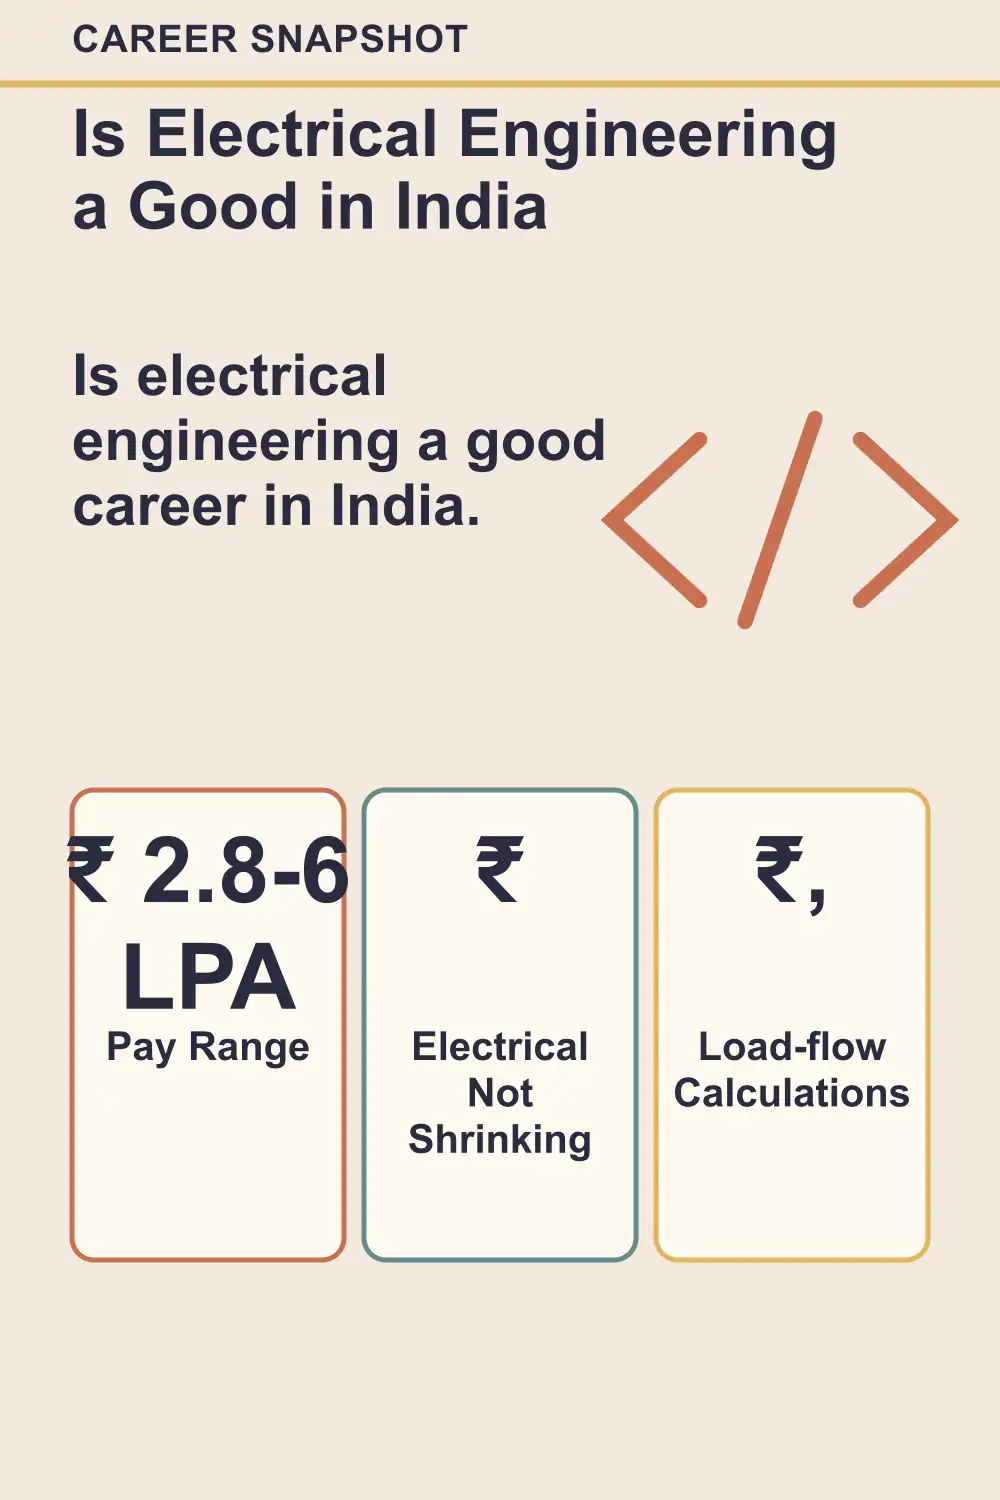 CAREER SNAPSHOT
Is Electrical Engineering
a Good in India
Is electrical
engineering a good
career in India.
</>
₹ 2.8-6
LPA
Pay Range
₹
Electrical
Not
Shrinking
₹,
Load-flow
Calculations